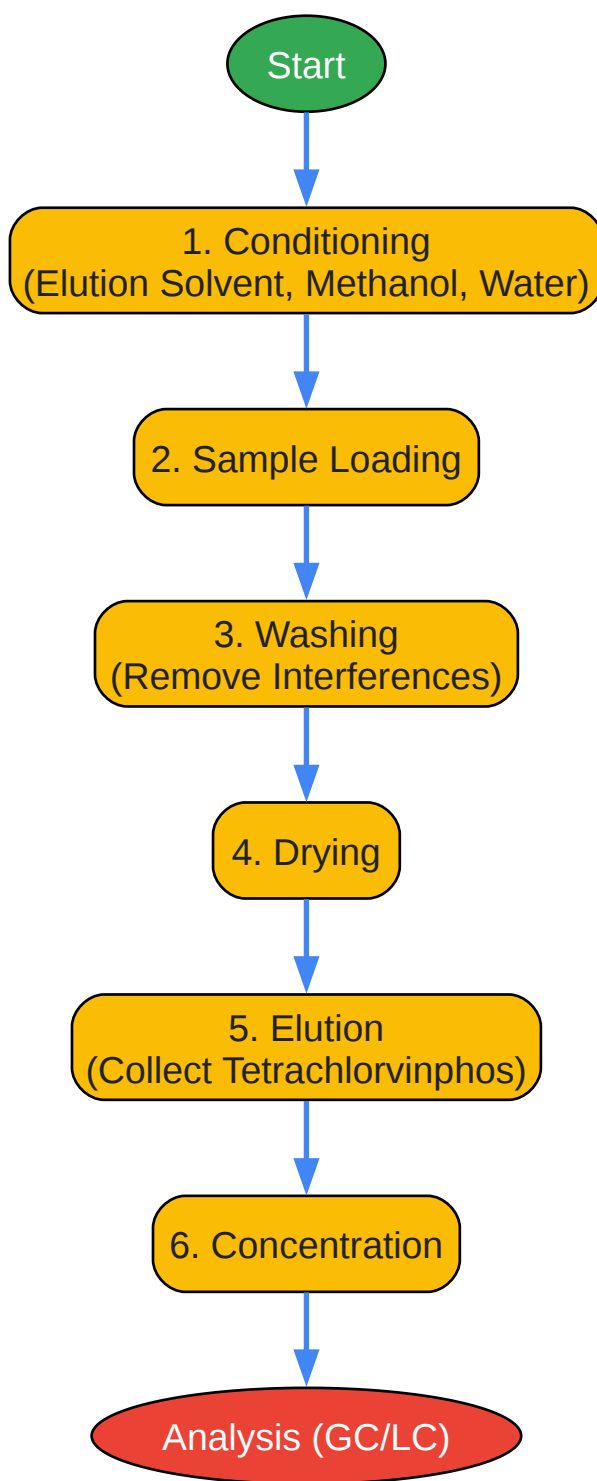 Start
1. Conditioning
(Elution Solvent, Methanol, Water)
2. Sample Loading
3. Washing
(Remove Interferences)
4. Drying
5. Elution
(Collect Tetrachlorvinphos)
6. Concentration
Analysis (GC/LC)